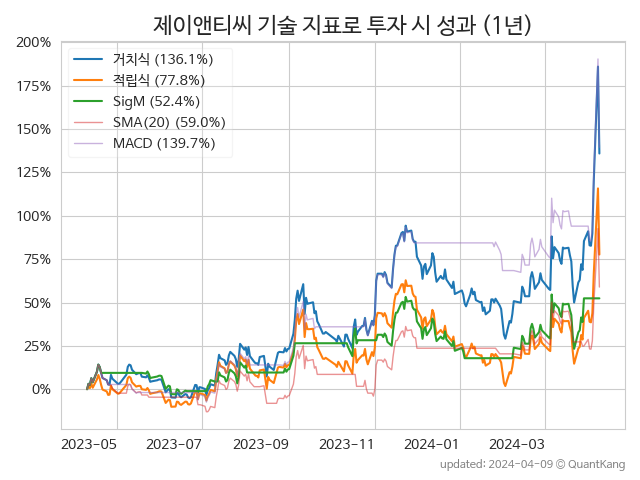 제이앤티씨 기술 지표로 투자 시 성과 (1년)
200%
175%
150%
125%
100%
75%
50%
25%
0%
거치식 (136.1%)
적립식 (77.8%)
SigM (52.4%)
SMA(20) (59.0%)
MACD (139.7%)
2023-05 2023-07 2023-09 2023-11 2024-01 2024-03
updated: 2024-04-09 © QuantKang